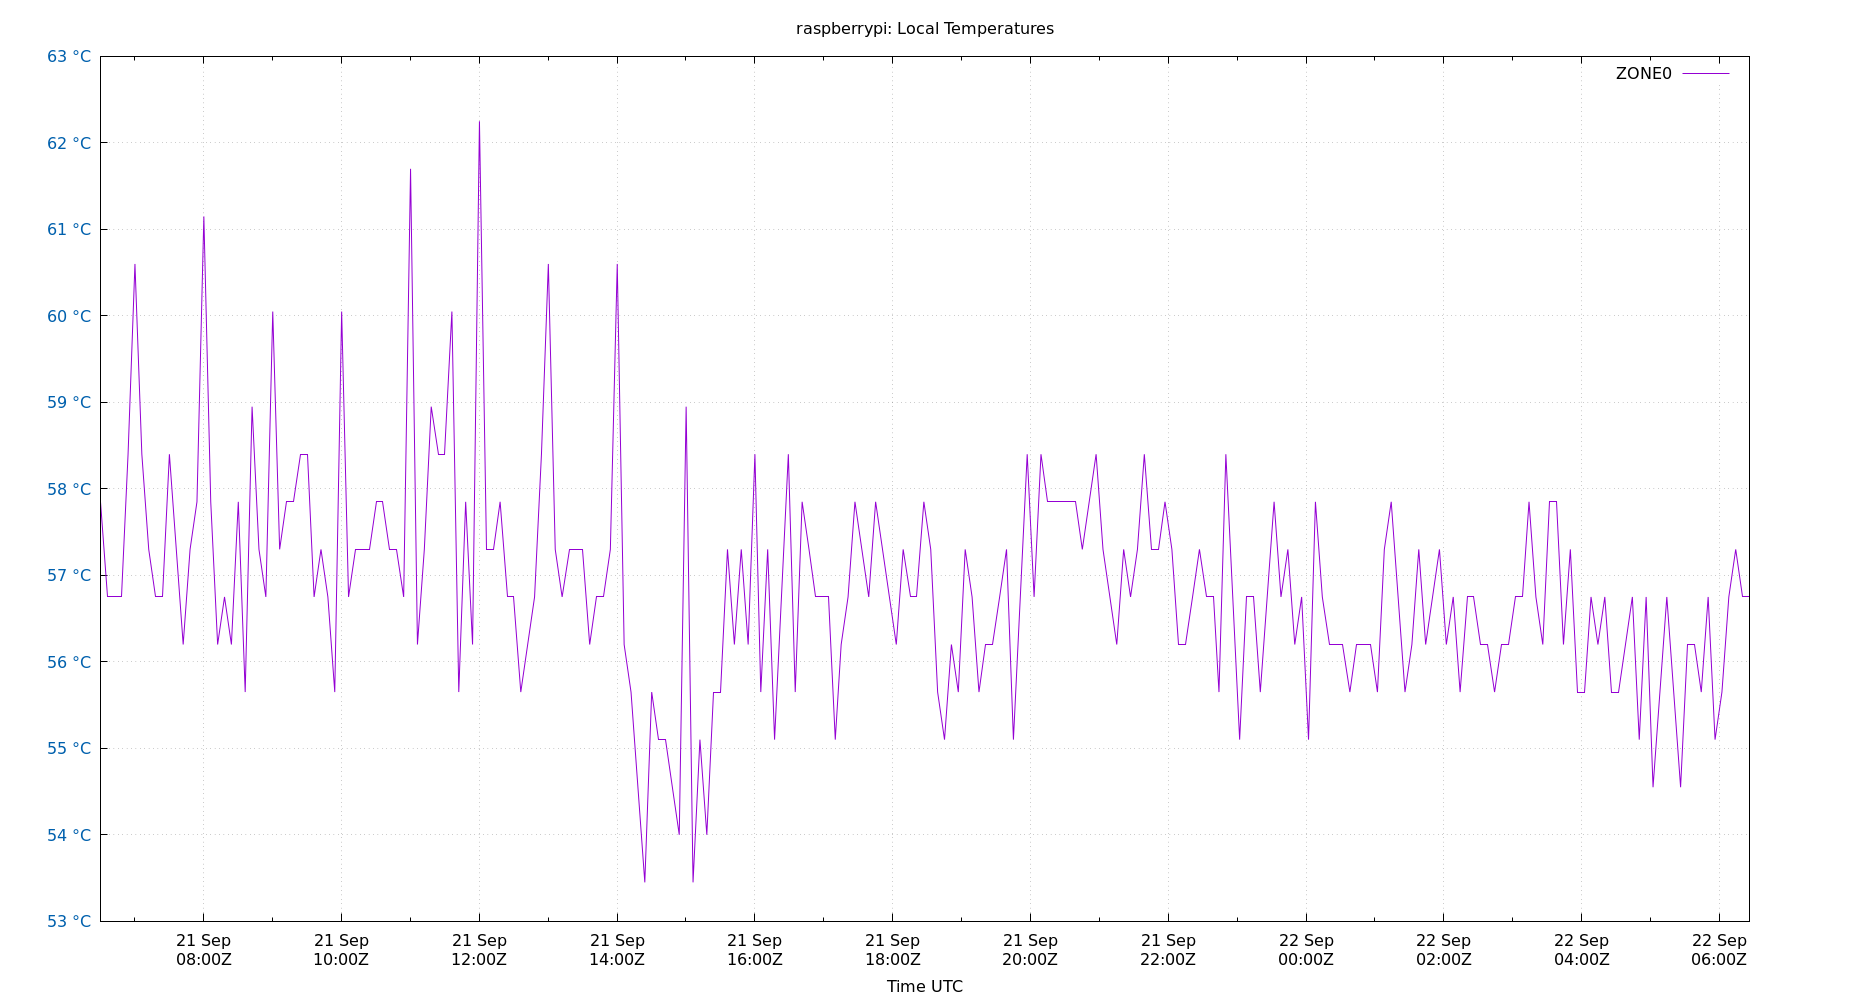 raspberrypi: Local Temperatures
63 °C
ZONE0
62 °C
61 °C
60 °C
59 °C
58 °C
57 °C
56 °C
55 °C
54 °C
53 °C
21 Sep 21 Sep 21 Sep 21 Sep 21 Sep 21 Sep 21 Sep 21 Sep 22 Sep 22 Sep 22 Sep 22 Sep
08:00Z 10:00Z 12:00Z 14:00Z 16:00Z 18:00Z 20:00Z 22:00Z 00:00Z 02:00Z 04:00Z 06:00Z
Time UTC